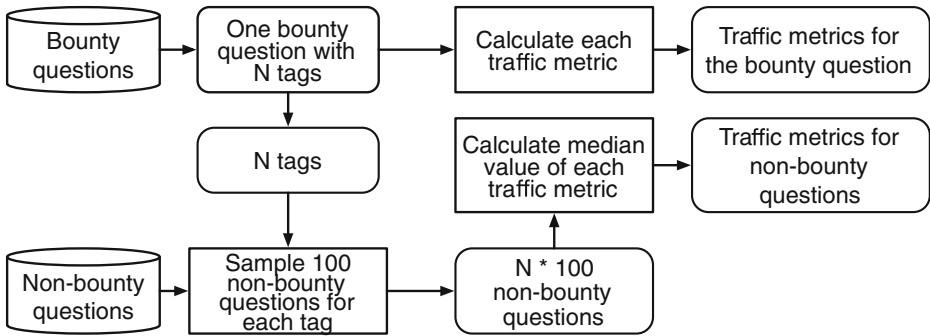 Bounty
questions
One bounty
question with
N tags
Calculate each
traffic metric
Traffic metrics for
the bounty question
N tags
Calculate median
value of each
traffic metric
Traffic metrics for
non-bounty
questions
Non-bounty
questions
Sample 100
non-bounty
questions for
each tag
N * 100
non-bounty
questions